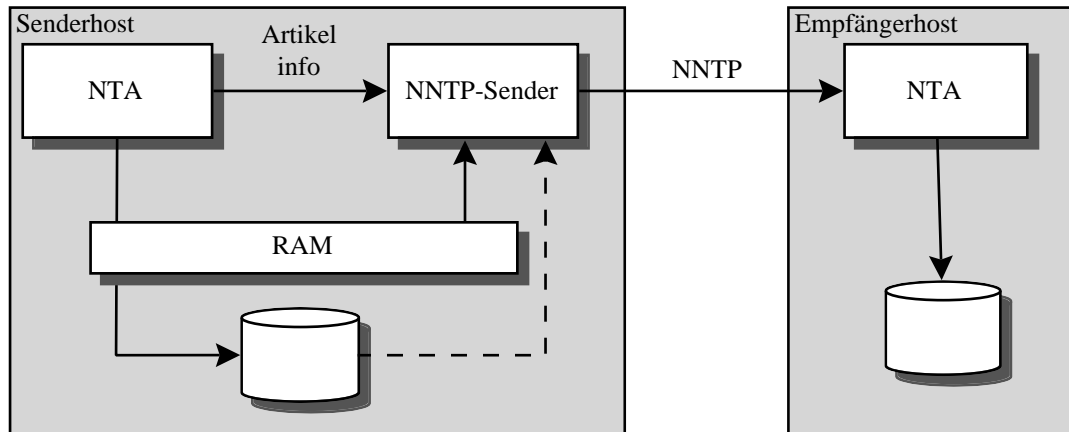 Senderhost
Artikel
info
NTA
NNTP-Sender
RAM
NNTP
Empfängerhost
NTA